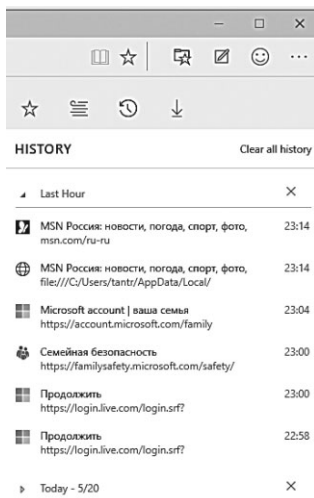 HISTORY Clear all history
Last Hour
MSN Россия: новости, погода, спорт, фото, 23:14
msn.com/ru-ru
MSN Россия: новости, погода, спорт, фото, 23:14
file:///C:/Users/tantr/AppData/Local/
Microsoft account | ваша семья 23:04
https://account.microsoft.com/family
Семейная безопасность 23:00
https://familysafety.microsoft.com/safety/
Продолжить 23:00
https://login.live.com/login.srf?
Продолжить 22:58
https://login.live.com/login.srf?
Today - 5/20